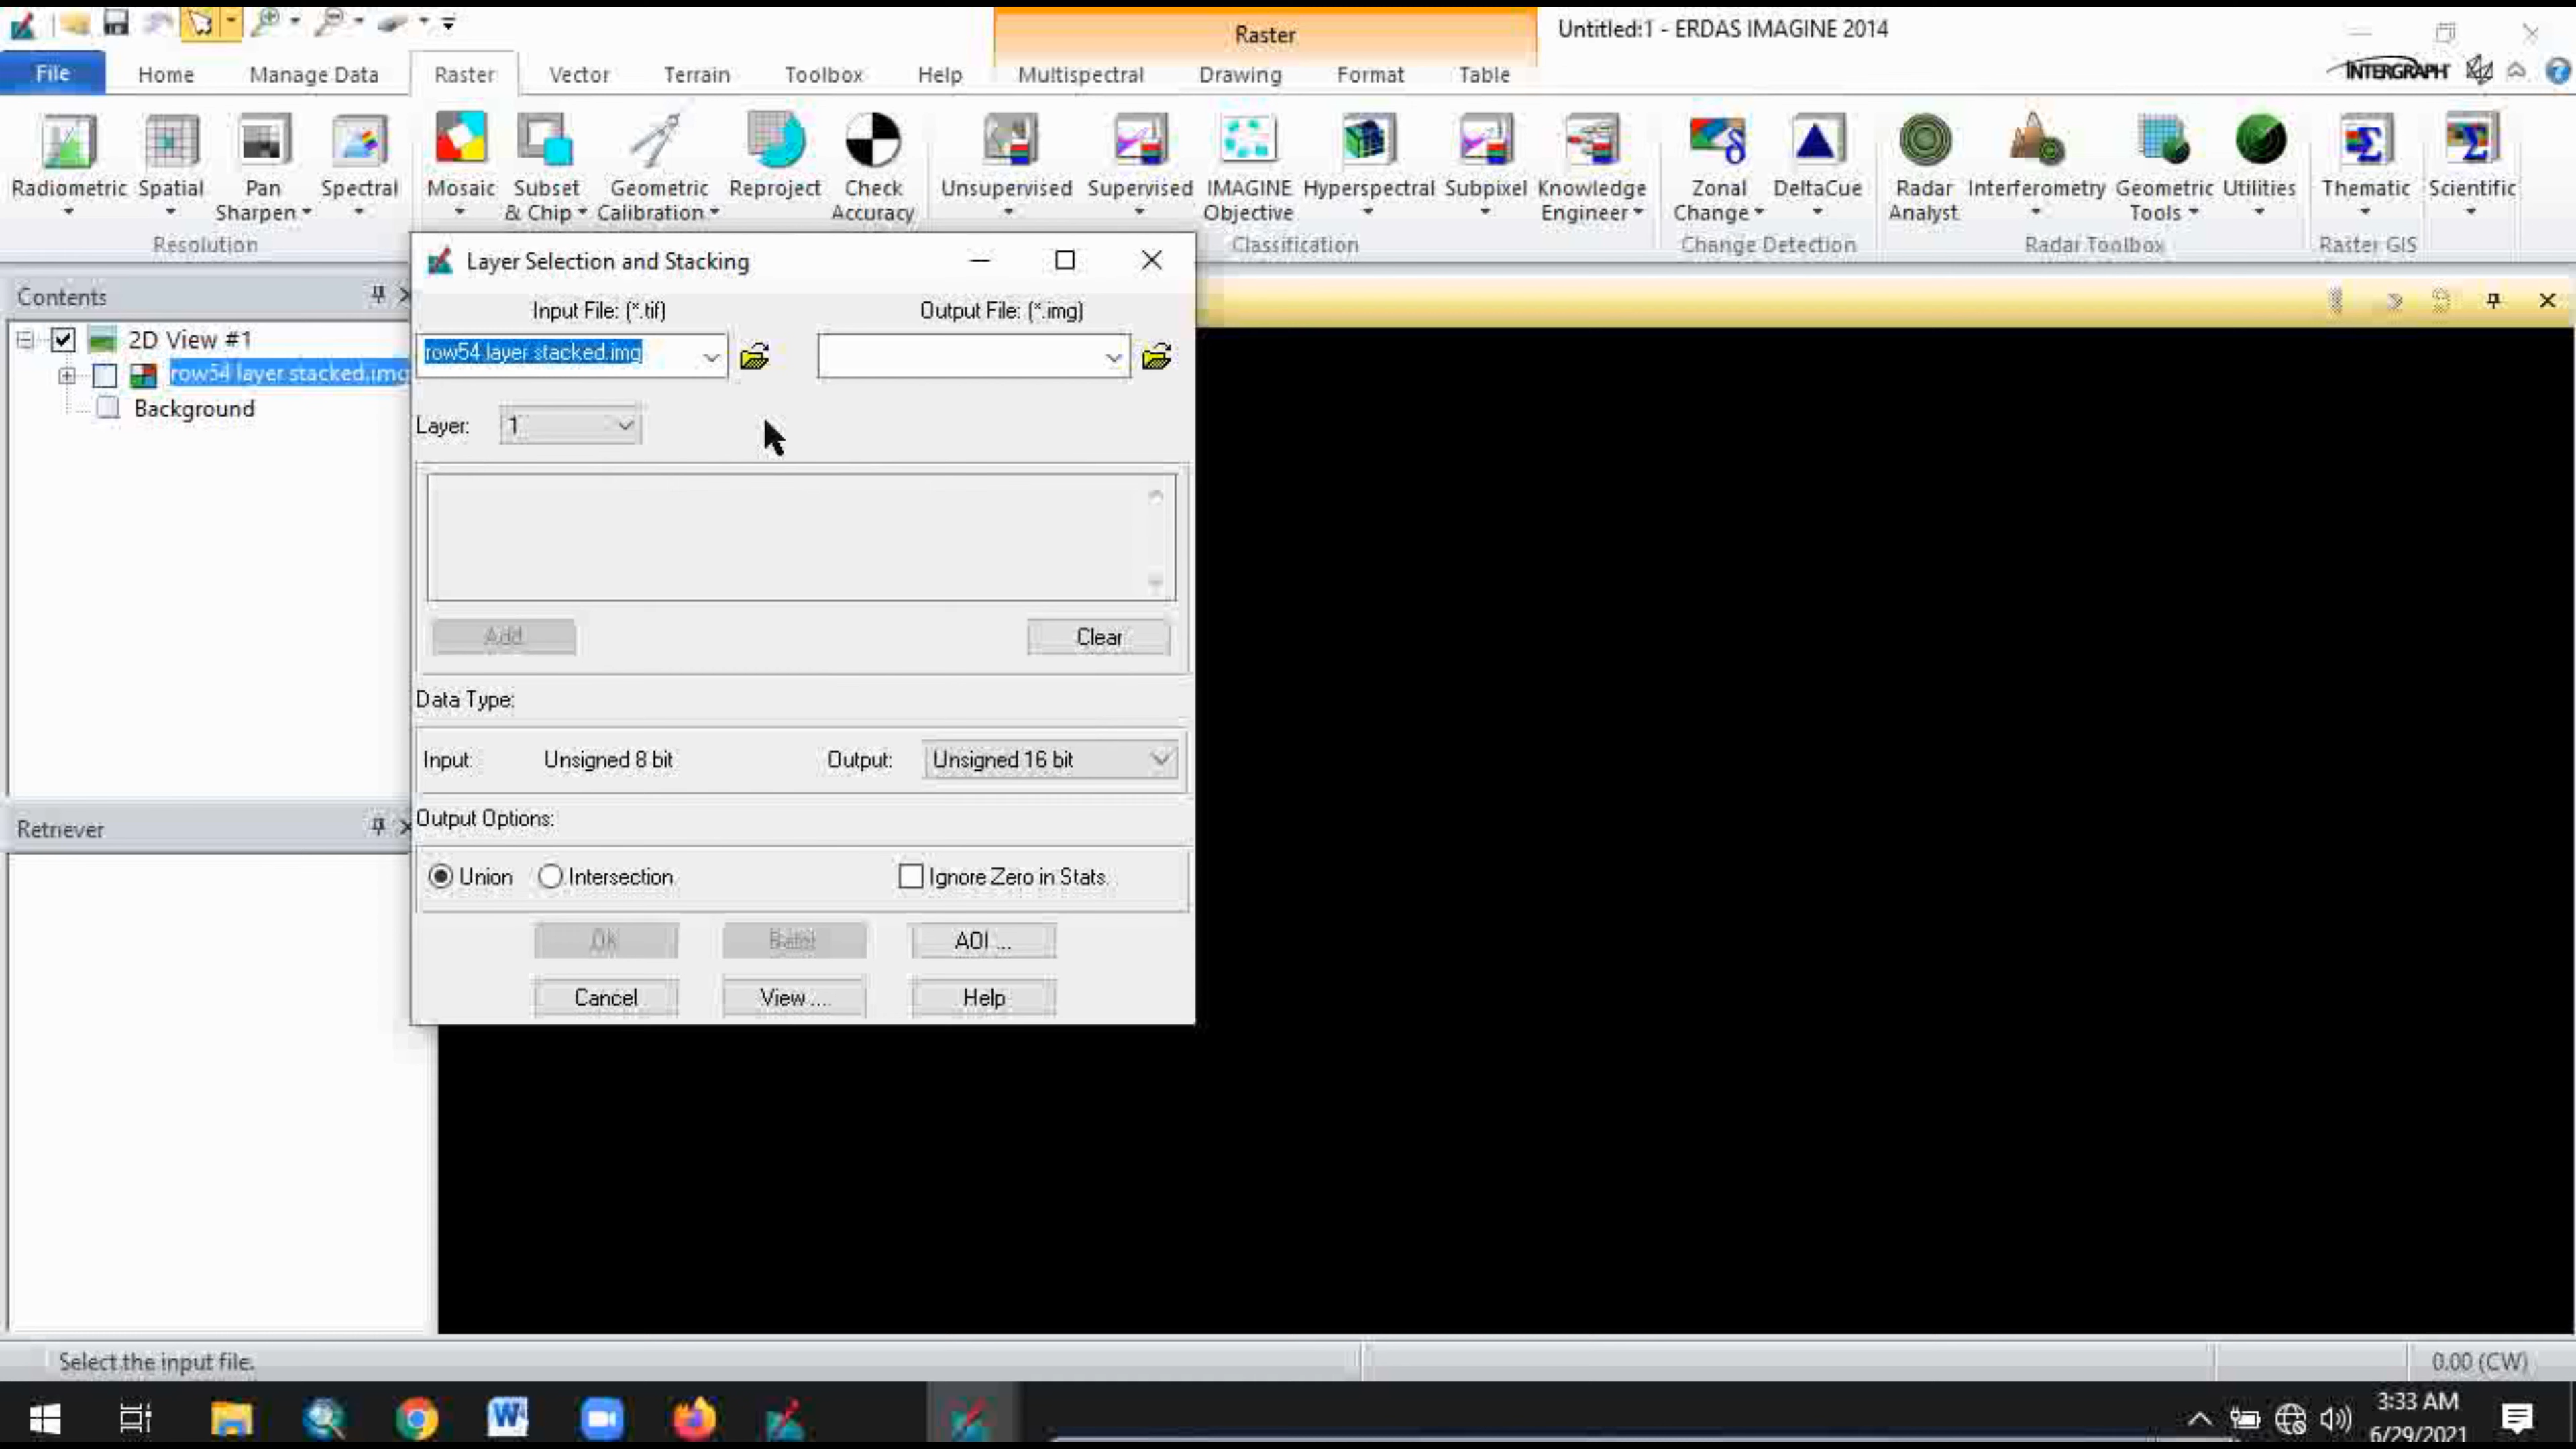 Raster
Untitled:1 - ERDAS IMAGINE 2014
File Home Manage Data Raster Vector Terrain Toolbox Help Multispectral Drawing Format Table
INTERGRAPH
Radiometric Spatial Pan Sharpen Spectral Mosaic Subset & Chip Geometric Calibration Reproject Check Accuracy Unsupervised Supervised IMAGINE Objective Hyperspectral Subpixel Knowledge Engineer Zonal Change DeltaCue Radar Analyst Interferometry Geometric Tools Utilities Thematic Scientific
Resolution Classification Change Detection Radar Toolbox Raster GIS
Layer Selection and Stacking
Contents
Input File: (*.tif) Output File: (*.img)
2D View #1
row54 layer stacked.img
row54 layer stacked.img
Background
Layer: 1
Add Clear
Data Type:
Input: Unsigned 8 bit Output: Unsigned 16 bit
Retriever
Output Options:
Union Intersection Ignore Zero in Stats.
OK Batch AOI ...
Cancel View .... Help
Select the input file.
0.00 (CW)
3:33 AM
6/29/2021